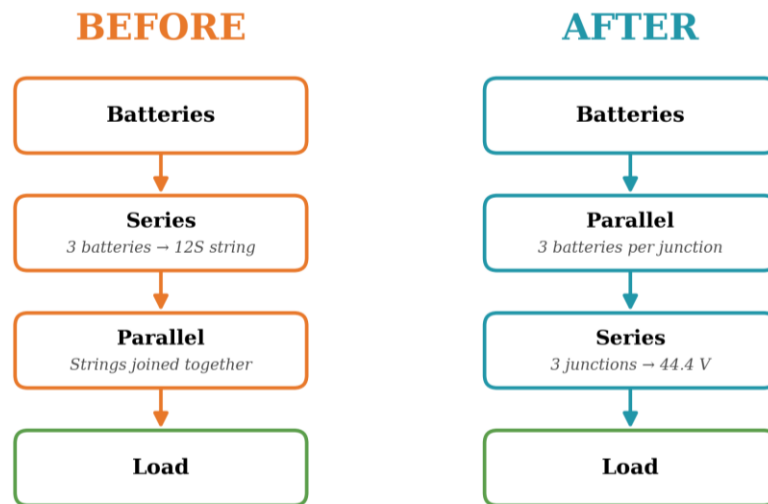 BEFORE
Batteries
Series
3 batteries → 12S string
Parallel
Strings joined together
Load
AFTER
Batteries
Parallel
3 batteries per junction
Series
3 junctions → 44.4 V
Load